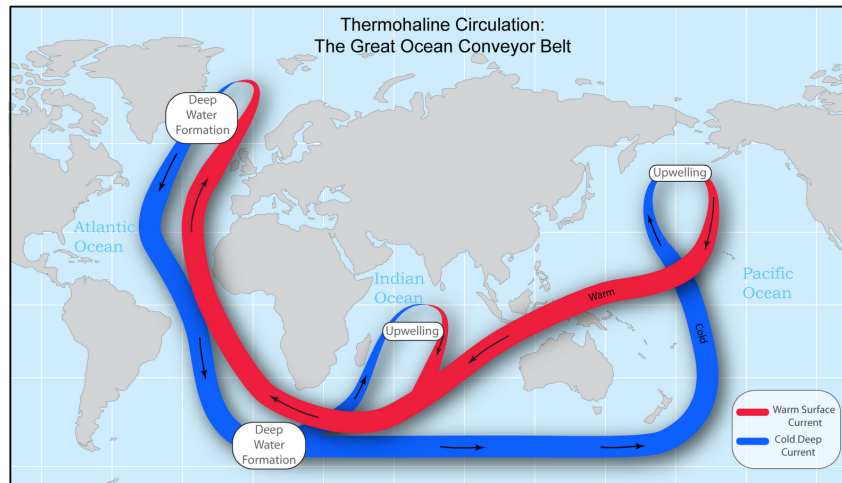 Thermohaline Circulation:
The Great Ocean Conveyor Belt
Deep
Water
Formation
Upwelling
Atlantic
Ocean
Indian
Ocean
Pacific
Ocean
Warm
Upwelling
Cold
Deep
Water
Formation
Warm Surface
Current
Cold Deep
Current